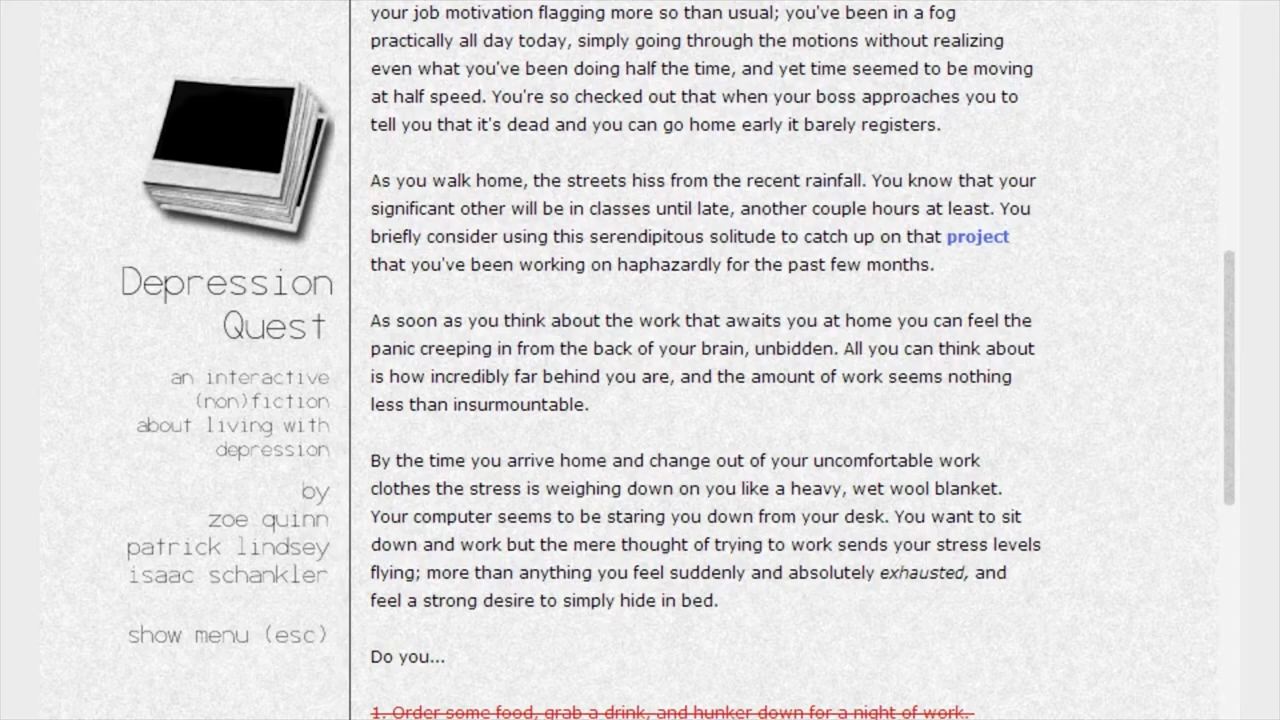 Depression
Quest
an interactive
(non)fiction
about living with
depression
by
zoe quinn
patrick lindsey
isaac schankler
show menu (esc)
your job motivation flagging more so than usual; you've been in a fog
practically all day today, simply going through the motions without realizing
even what you've been doing half the time, and yet time seemed to be moving
at half speed. You're so checked out that when your boss approaches you to
tell you that it's dead and you can go home early it barely registers.
As you walk home, the streets hiss from the recent rainfall. You know that your
significant other will be in classes until late, another couple hours at least. You
briefly consider using this serendipitous solitude to catch up on that project
that you've been working on haphazardly for the past few months.
As soon as you think about the work that awaits you at home you can feel the
panic creeping in from the back of your brain, unbidden. All you can think about
is how incredibly far behind you are, and the amount of work seems nothing
less than insurmountable.
By the time you arrive home and change out of your uncomfortable work
clothes the stress is weighing down on you like a heavy, wet wool blanket.
Your computer seems to be staring you down from your desk. You want to sit
down and work but the mere thought of trying to work sends your stress levels
flying; more than anything you feel suddenly and absolutely exhausted, and
feel a strong desire to simply hide in bed.
Do you...
1. Order some food, grab a drink, and hunker down for a night of work.